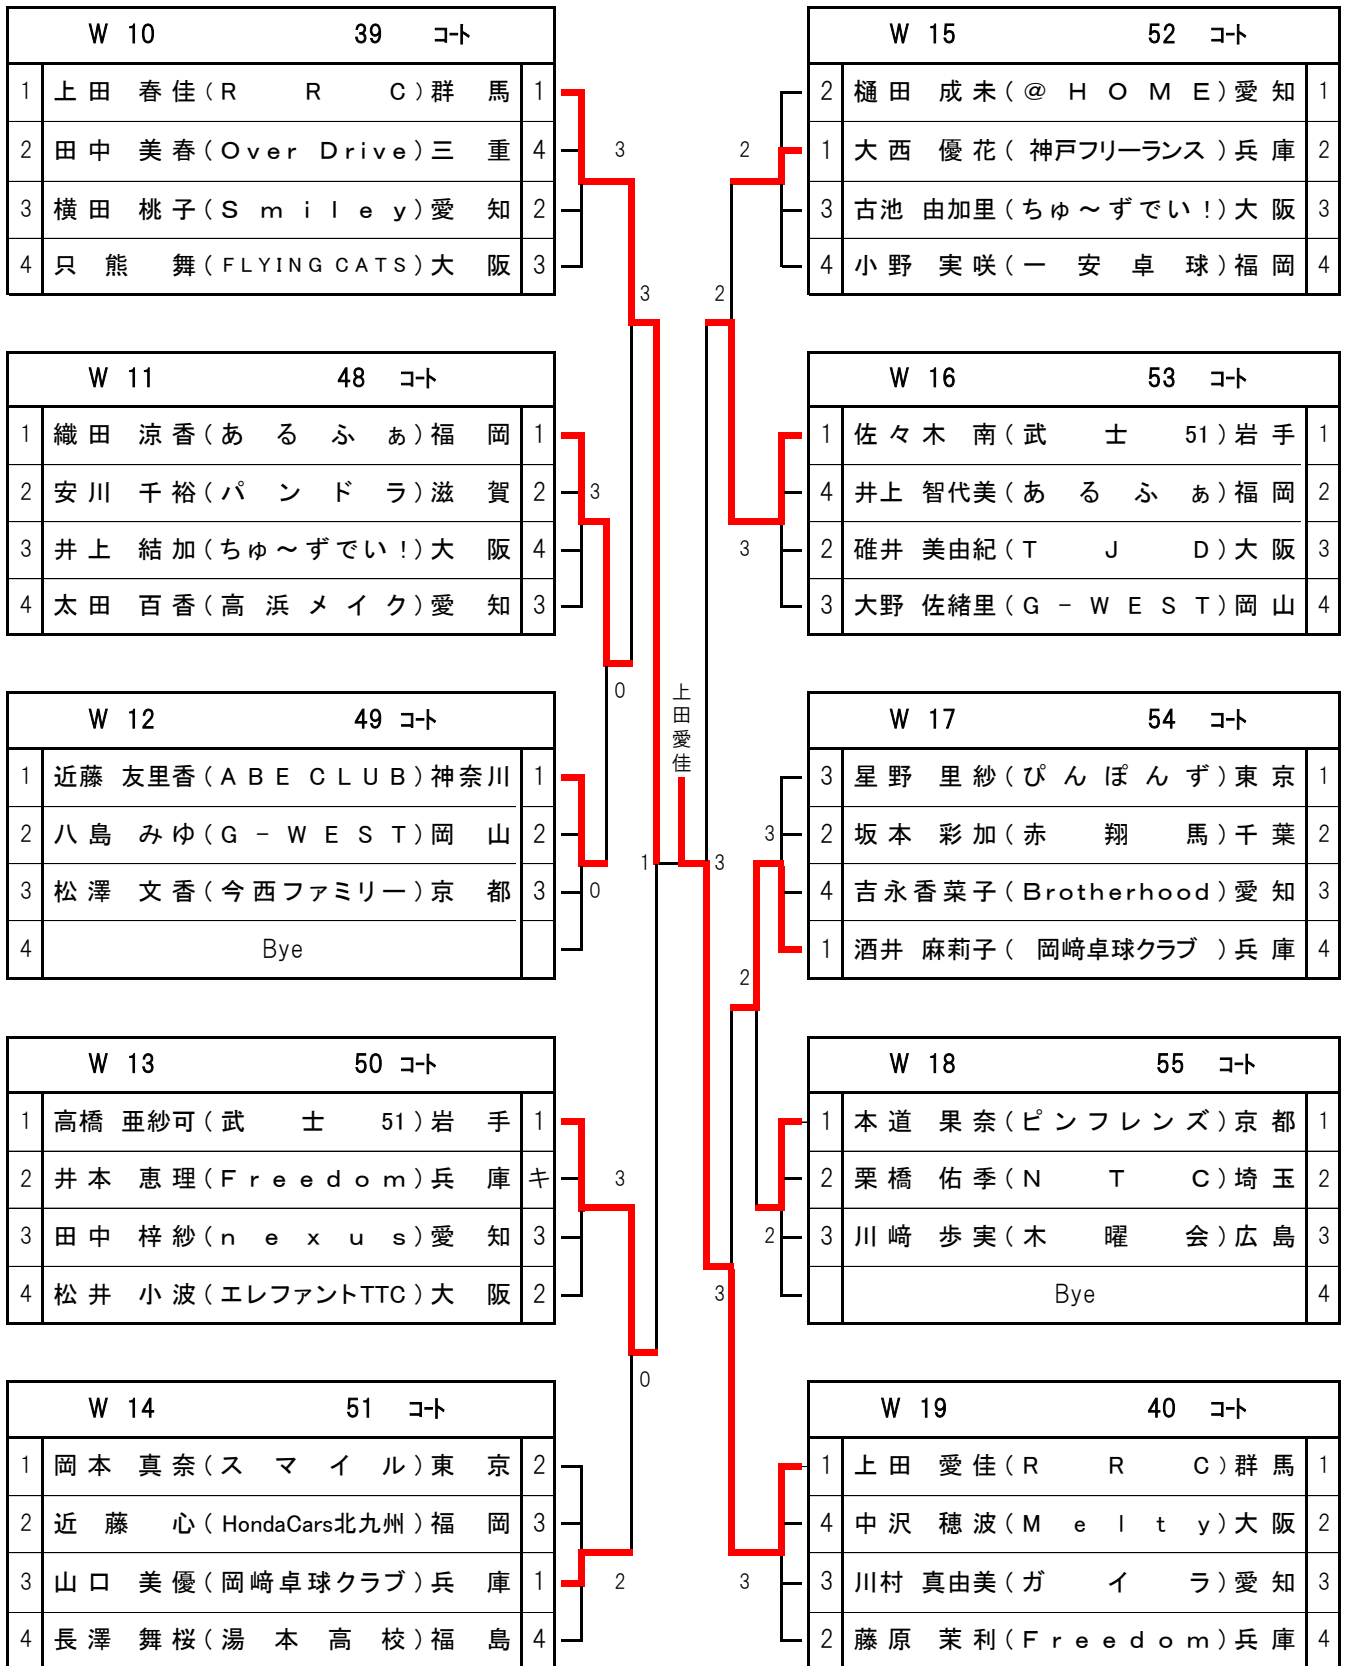 W 10 39 コート
1 上田 春佳 (R R C) 群馬 1
2 田中 美春 (Over Drive) 三重 4
3 横田 桃子 (Smiley) 愛知 2
4 只熊 舞 (FLYING CATS) 大阪 3
3
3
W 11 48 コート
1 織田 涼香 (あるふぁ) 福岡 1
2 安川 千裕 (パンドラ) 滋賀 2
3 井上 結加 (ちゅ～ずでい!) 大阪 4
4 太田 百香 (高浜メイク) 愛知 3
3
0
W 12 49 コート
1 近藤 友里香 (ABE CLUB) 神奈川 1
2 八島 みゆ (G-WEST) 岡山 2
3 松澤 文香 (今西ファミリー) 京都 3
4 Bye
0
1
W 13 50 コート
1 高橋 亜紗可 (武士 51) 岩手 1
2 井本 恵理 (Freedom) 兵庫 キ
3 田中 梓紗 (nexus) 愛知 3
4 松井 小波 (エレファントTTC) 大阪 2
3
0
W 14 51 コート
1 岡本 真奈 (スマイル) 東京 2
2 近藤 心 (HondaCars北九州) 福岡 3
3 山口 美優 (岡﨑卓球クラブ) 兵庫 1
4 長澤 舞桜 (湯本高校) 福島 4
2
上田愛佳
W 15 52 コート
2 樋田 成未 (@HOME) 愛知 1
1 大西 優花 (神戸フリーランス) 兵庫 2
3 古池 由加里 (ちゅ～ずでい!) 大阪 3
4 小野 実咲 (一安卓球) 福岡 4
2
2
W 16 53 コート
1 佐々木 南 (武士 51) 岩手 1
4 井上 智代美 (あるふぁ) 福岡 2
2 碓井 美由紀 (T J D) 大阪 3
3 大野 佐緒里 (G-WEST) 岡山 4
3
W 17 54 コート
3 星野 里紗 (ぴんぽんず) 東京 1
2 坂本 彩加 (赤翔馬) 千葉 2
4 吉永香菜子 (Brotherhood) 愛知 3
1 酒井 麻莉子 (岡﨑卓球クラブ) 兵庫 4
3
3
2
W 18 55 コート
1 本道 果奈 (ピンフレンズ) 京都 1
2 栗橋 佑季 (N T C) 埼玉 2
3 川﨑 歩実 (木曜会) 広島 3
Bye 4
2
3
W 19 40 コート
1 上田 愛佳 (R R C) 群馬 1
4 中沢 穂波 (Melty) 大阪 2
3 川村 真由美 (ガイラ) 愛知 3
2 藤原 茉利 (Freedom) 兵庫 4
3